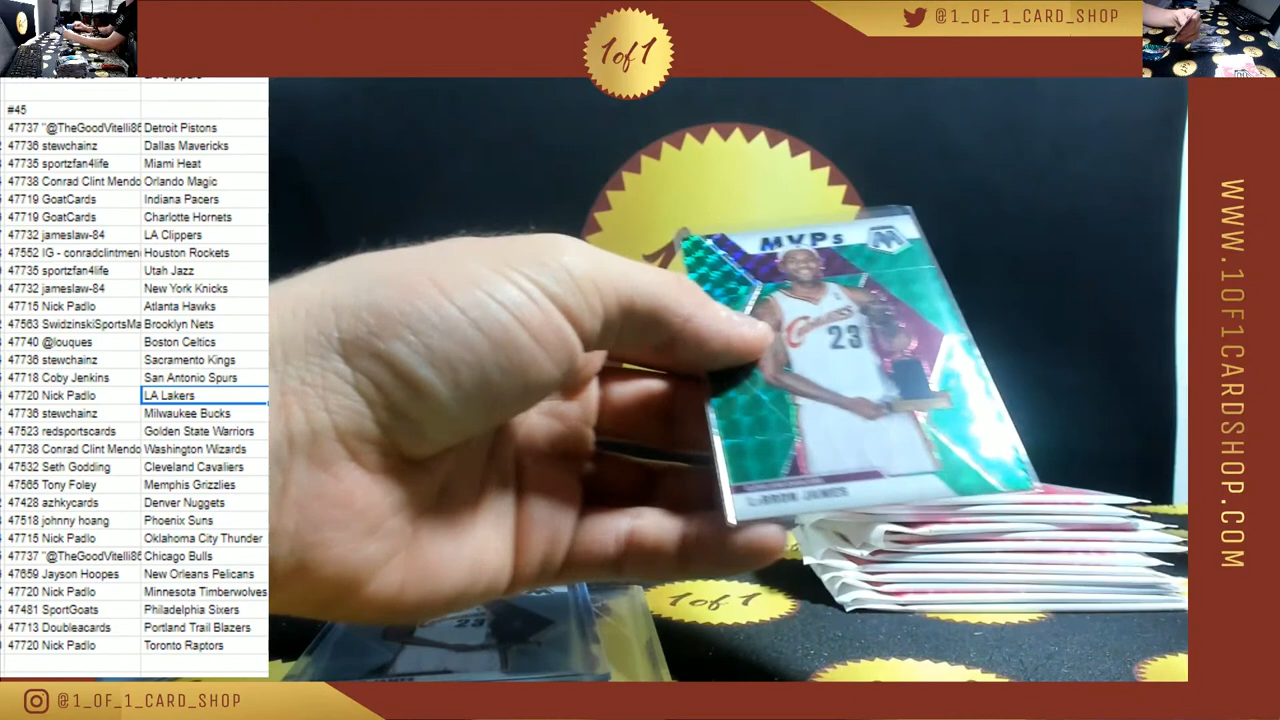 1of1
@1_OF_1_CARD_SHOP
#45
47737 "@TheGoodVitelli86 Detroit Pistons
47736 stewchainz Dallas Mavericks
47735 sportzfan4life Miami Heat
47738 Conrad Clint Mendo Orlando Magic
47719 GoatCards Indiana Pacers
47719 GoatCards Charlotte Hornets
47732 jameslaw-84 LA Clippers
47552 IG - conradclintmen Houston Rockets
47735 sportzfan4life Utah Jazz
47732 jameslaw-84 New York Knicks
47715 Nick Padlo Atlanta Hawks
47563 SwidzinskiSportsMa Brooklyn Nets
47740 @louques Boston Celtics
47736 stewchainz Sacramento Kings
47718 Coby Jenkins San Antonio Spurs
47720 Nick Padlo LA Lakers
47736 stewchainz Milwaukee Bucks
47523 redsportscards Golden State Warriors
47738 Conrad Clint Mendo Washington Wizards
47532 Seth Godding Cleveland Cavaliers
47565 Tony Foley Memphis Grizzlies
47428 azhkycards Denver Nuggets
47518 johnny hoang Phoenix Suns
47715 Nick Padlo Oklahoma City Thunder
47737 "@TheGoodVitelli86 Chicago Bulls
47659 Jayson Hoopes New Orleans Pelicans
47720 Nick Padlo Minnesota Timberwolves
47481 SportGoats Philadelphia Sixers
47713 Doubleacards Portland Trail Blazers
47720 Nick Padlo Toronto Raptors
MVPs
Cavaliers
23
LEBRON JAMES
23
1of1
WWW.1OF1CARDSHOP.COM
@1_OF_1_CARD_SHOP